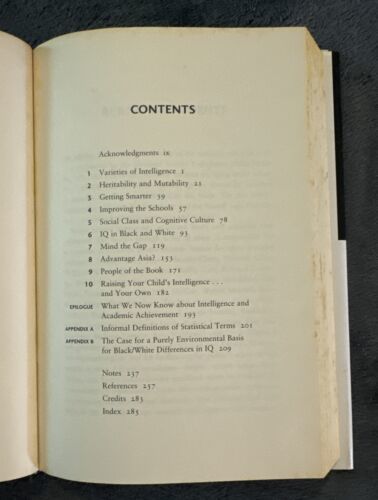 CONTENTS
Acknowledgments ix
1 Varieties of Intelligence 1
2 Heritability and Mutability 21
3 Getting Smarter 39
4 Improving the Schools 57
5 Social Class and Cognitive Culture 78
6 IQ in Black and White 93
7 Mind the Gap 119
8 Advantage Asia? 153
9 People of the Book 171
10 Raising Your Child's Intelligence . . .
and Your Own 182
EPILOGUE What We Now Know about Intelligence and
Academic Achievement 193
APPENDIX A Informal Definitions of Statistical Terms 201
APPENDIX B The Case for a Purely Environmental Basis
for Black/White Differences in IQ 209
Notes 237
References 257
Credits 283
Index 285